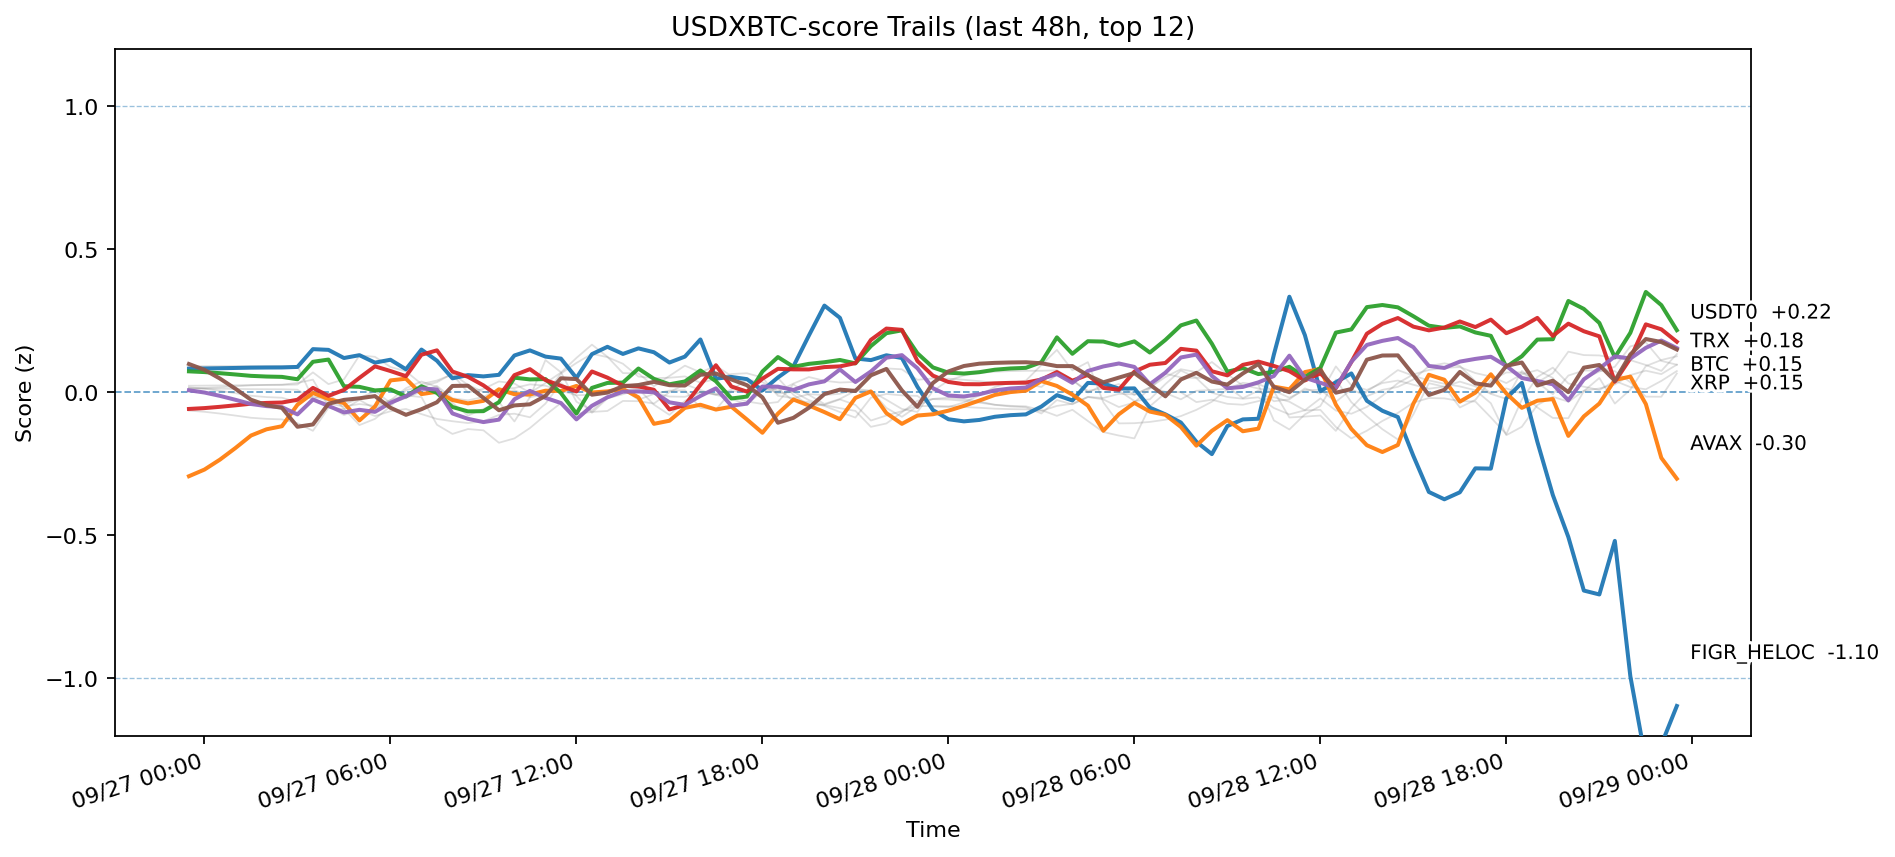 USDXBTC-score Trails (last 48h, top 12)
Score (z)
1.0
0.5
0.0
−0.5
−1.0
USDT0 +0.22
TRX +0.18
BTC +0.15
XRP +0.15
AVAX -0.30
FIGR_HELOC -1.10
09/27 00:00
09/27 06:00
09/27 12:00
09/27 18:00
09/28 00:00
09/28 06:00
09/28 12:00
09/28 18:00
09/29 00:00
Time